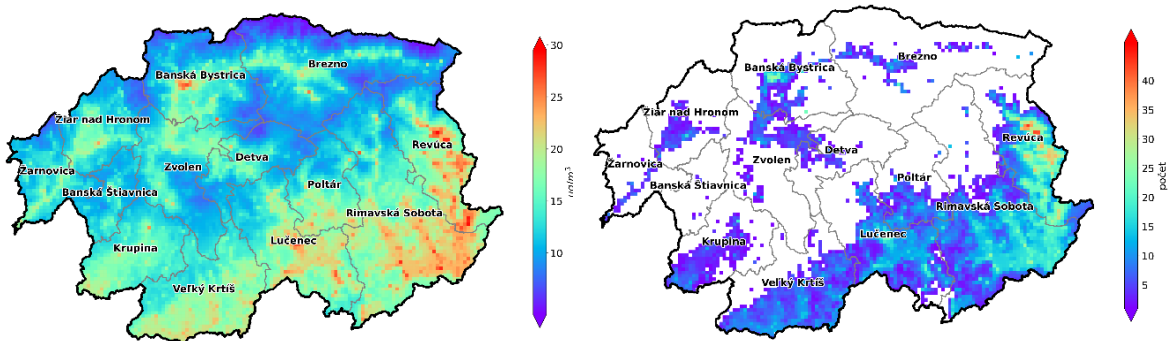 Brezno
Banská Bystrica
Žiar nad Hronom
Revúca
Detva
Zvolen
Žarnovica
Poltár
Banská Štiavnica
Rimavská Sobota
Lučenec
Krupina
Veľký Krtíš
30
25
20
15
10
µg/m³
Brezno
Banská Bystrica
Žiar nad Hronom
Revúca
Detva
Zvolen
Žarnovica
Poltár
Banská Štiavnica
Rimavská Sobota
Lučenec
Krupina
Veľký Krtíš
40
35
30
25
20
15
10
5
počet